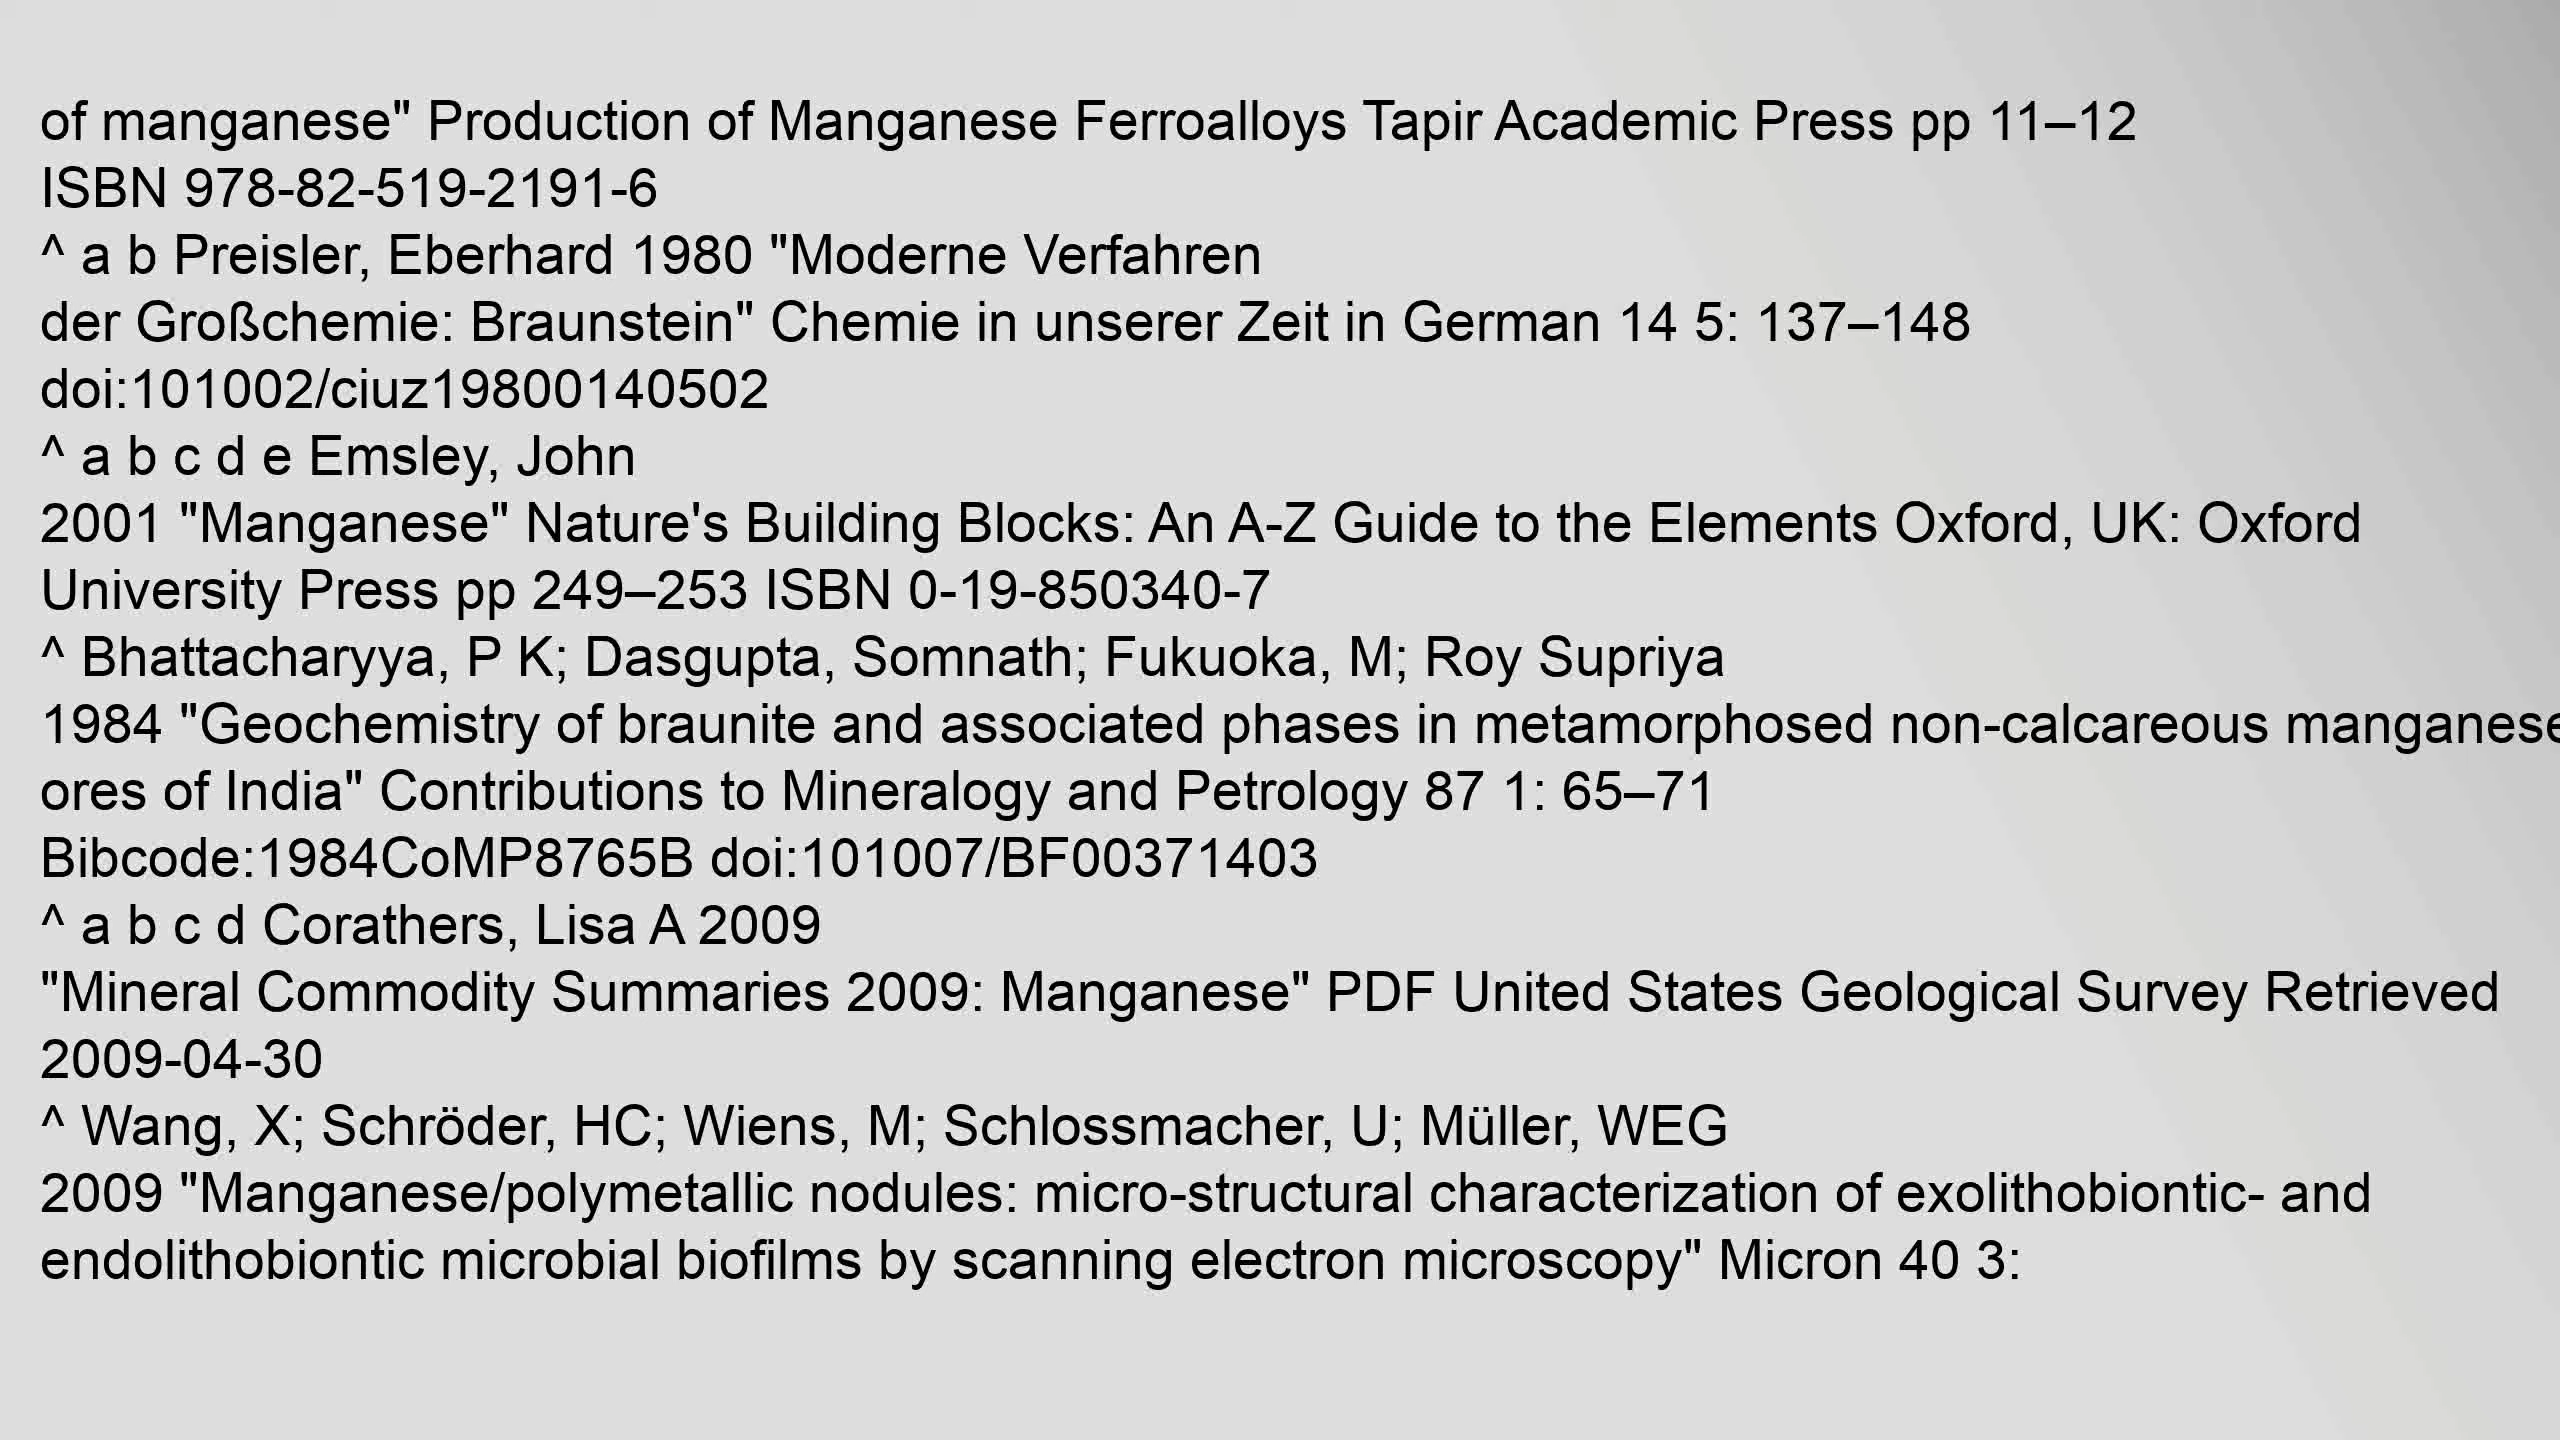 of manganese" Production of Manganese Ferroalloys Tapir Academic Press pp 11–12
ISBN 978-82-519-2191-6
^ a b Preisler, Eberhard 1980 "Moderne Verfahren
der Großchemie: Braunstein" Chemie in unserer Zeit in German 14 5: 137–148
doi:101002/ciuz19800140502
^ a b c d e Emsley, John
2001 "Manganese" Nature's Building Blocks: An A-Z Guide to the Elements Oxford, UK: Oxford
University Press pp 249–253 ISBN 0-19-850340-7
^ Bhattacharyya, P K; Dasgupta, Somnath; Fukuoka, M; Roy Supriya
1984 "Geochemistry of braunite and associated phases in metamorphosed non-calcareous manganese
ores of India" Contributions to Mineralogy and Petrology 87 1: 65–71
Bibcode:1984CoMP8765B doi:101007/BF00371403
^ a b c d Corathers, Lisa A 2009
"Mineral Commodity Summaries 2009: Manganese" PDF United States Geological Survey Retrieved
2009-04-30
^ Wang, X; Schröder, HC; Wiens, M; Schlossmacher, U; Müller, WEG
2009 "Manganese/polymetallic nodules: micro-structural characterization of exolithobiontic- and
endolithobiontic microbial biofilms by scanning electron microscopy" Micron 40 3: